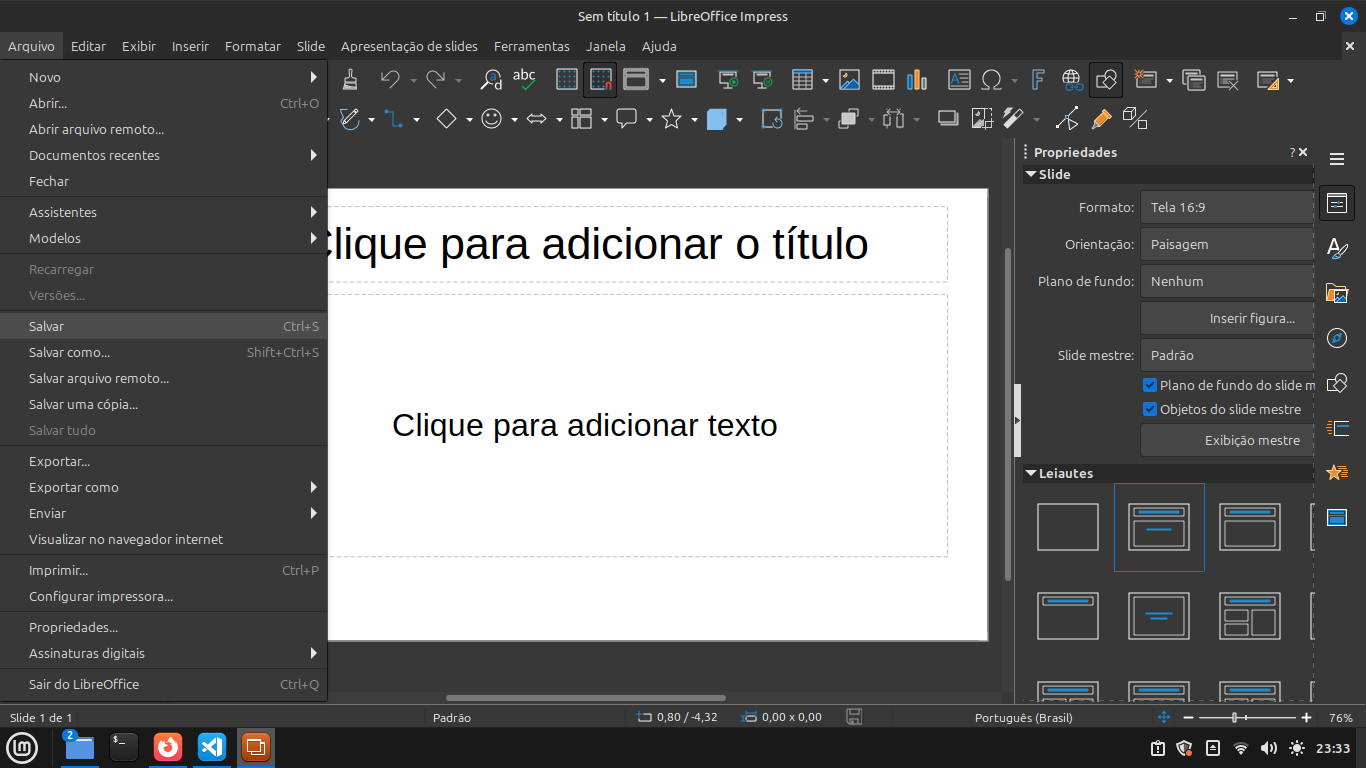 Sem título 1 — LibreOffice Impress
Arquivo Editar Exibir Inserir Formatar Slide Apresentação de slides Ferramentas Janela Ajuda
Novo
Abrir... Ctrl+O
Abrir arquivo remoto...
Documentos recentes
Fechar
Assistentes
Modelos
Recarregar
Versões...
Salvar Ctrl+S
Salvar como... Shift+Ctrl+S
Salvar arquivo remoto...
Salvar uma cópia...
Salvar tudo
Exportar...
Exportar como
Enviar
Visualizar no navegador internet
Imprimir... Ctrl+P
Configurar impressora...
Propriedades...
Assinaturas digitais
Sair do LibreOffice Ctrl+Q
abc
Clique para adicionar o título
Clique para adicionar texto
Propriedades ?
Slide
Formato: Tela 16:9
Orientação: Paisagem
Plano de fundo: Nenhum
Inserir figura...
Slide mestre: Padrão
Plano de fundo do slide m
Objetos do slide mestre
Exibição mestre
Leiautes
Slide 1 de 1 Padrão 0,80 / -4,32 0,00 x 0,00 Português (Brasil) 76%
2 $_ 23:33